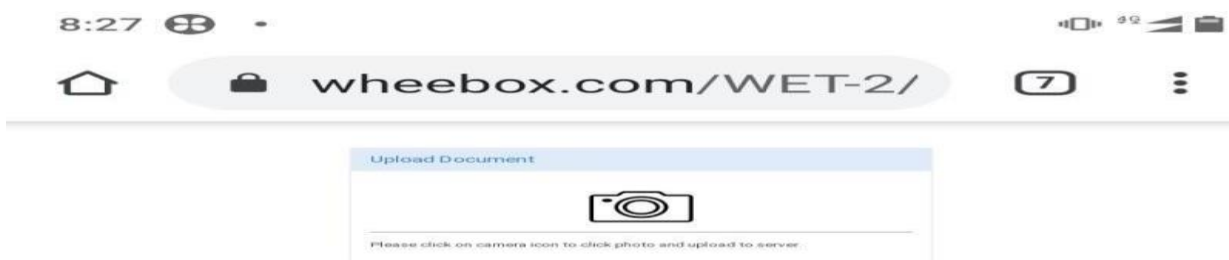 8:27
wheebox.com/WET-2/ 7
Upload Document
Please click on camera icon to click photo and upload to server.